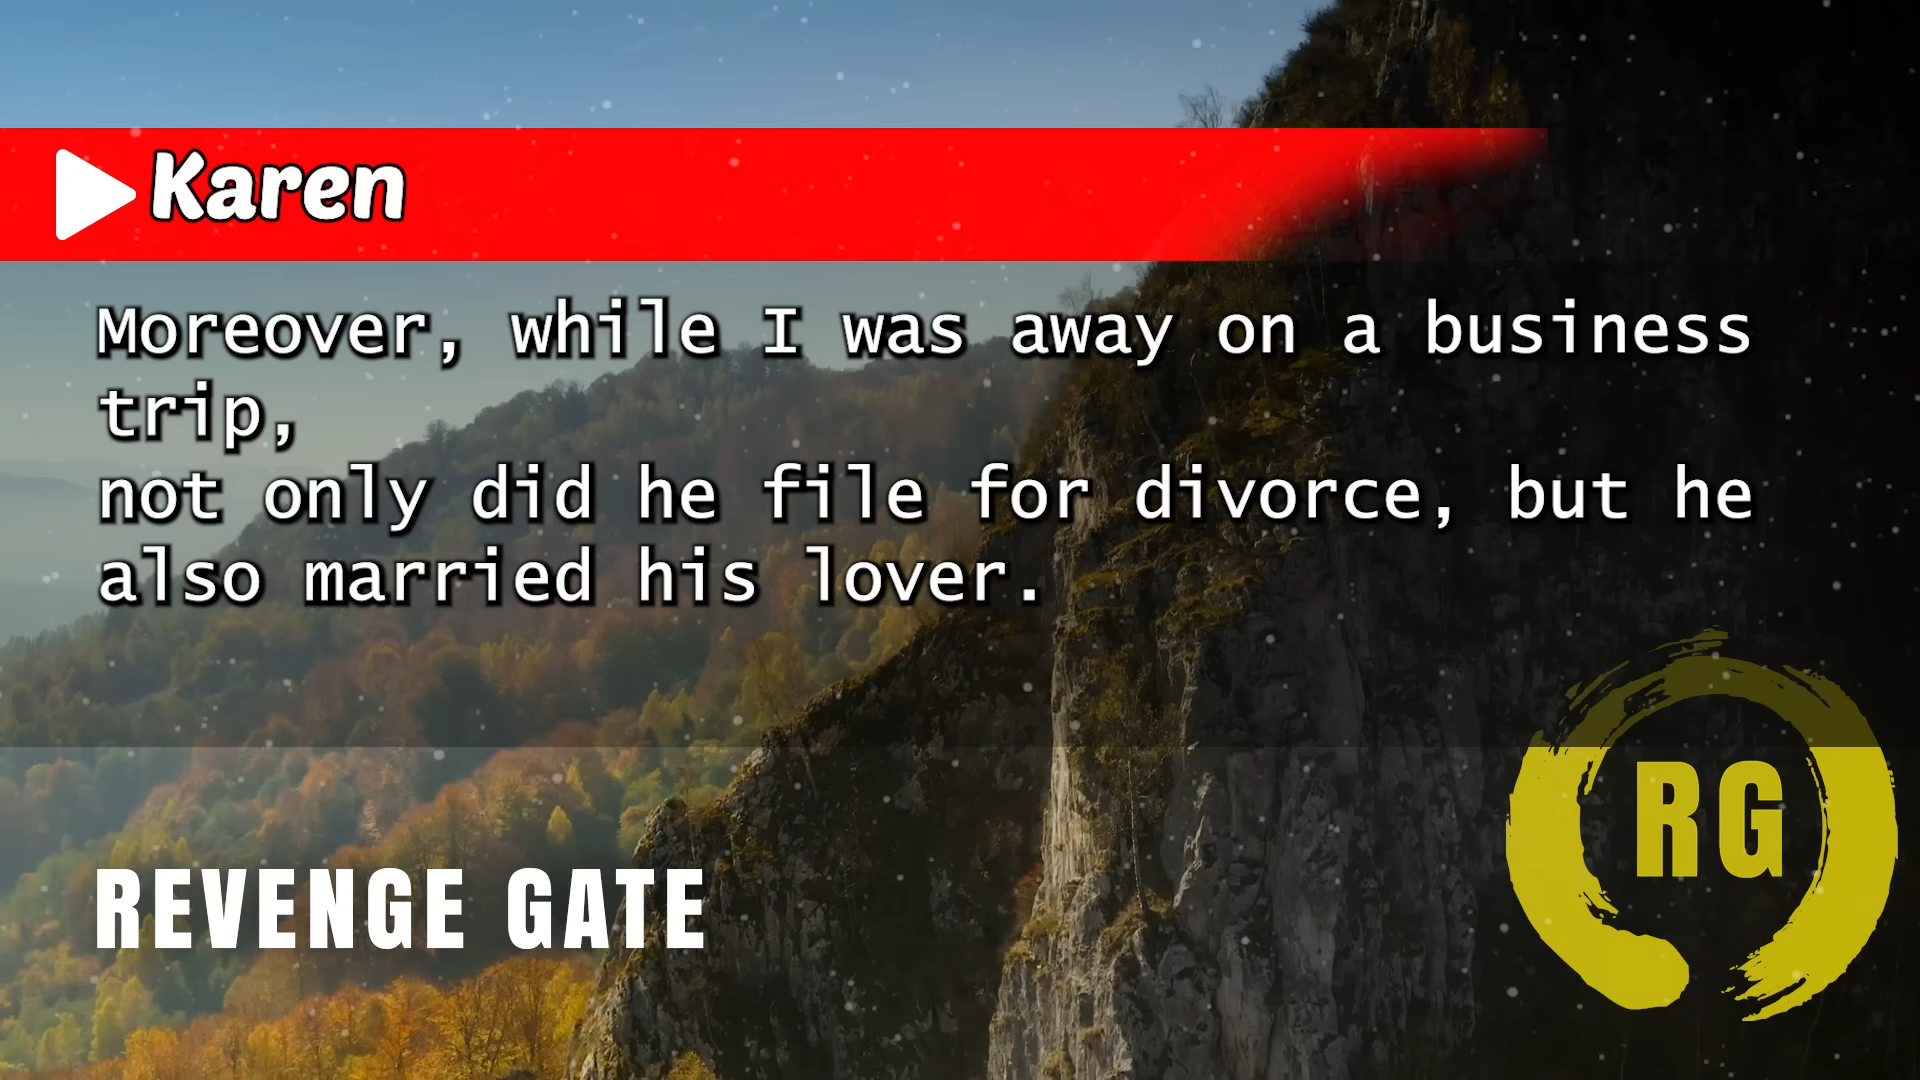 Karen
Moreover, while I was away on a business
trip,
not only did he file for divorce, but he
also married his lover.
RG
REVENGE GATE